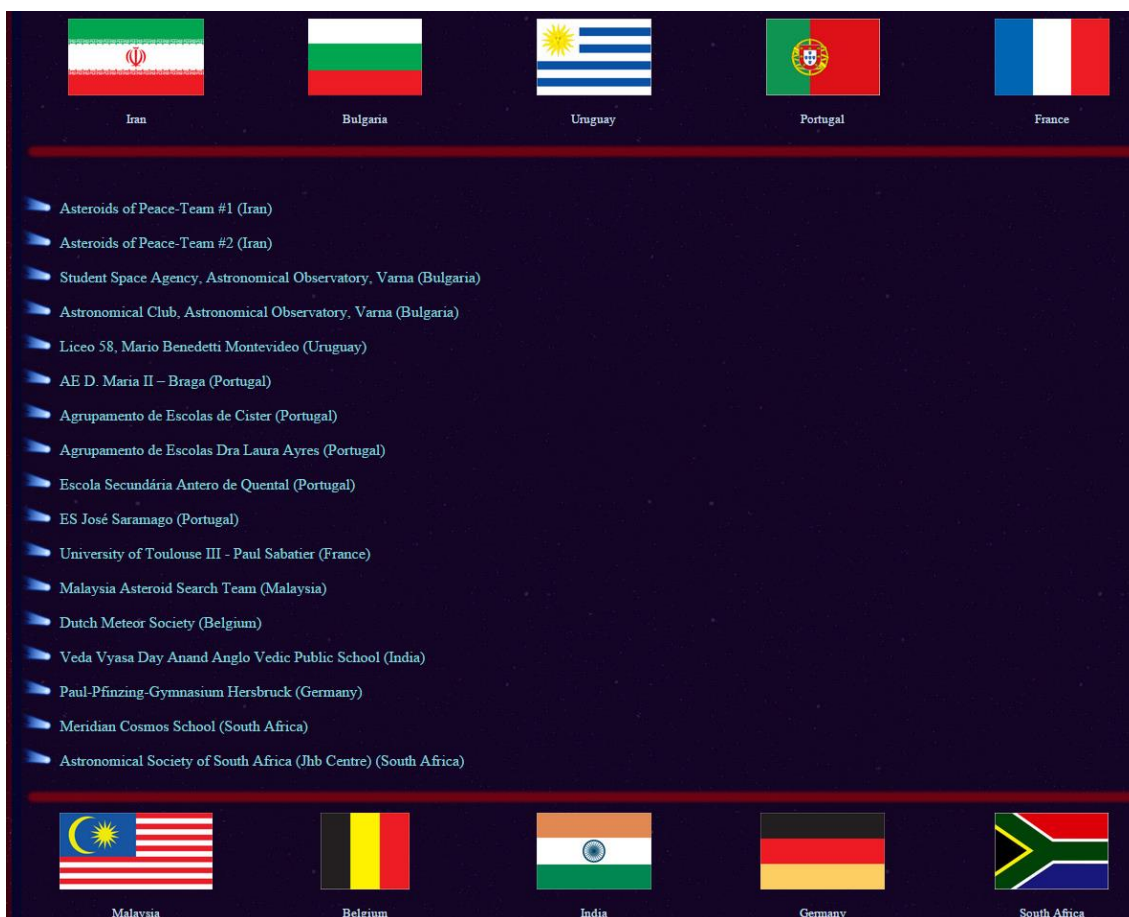 Iran Bulgaria Uruguay Portugal France
Asteroids of Peace-Team #1 (Iran)
Asteroids of Peace-Team #2 (Iran)
Student Space Agency, Astronomical Observatory, Varna (Bulgaria)
Astronomical Club, Astronomical Observatory, Varna (Bulgaria)
Liceo 58, Mario Benedetti Montevideo (Uruguay)
AE D. Maria II – Braga (Portugal)
Agrupamento de Escolas de Cister (Portugal)
Agrupamento de Escolas Dra Laura Ayres (Portugal)
Escola Secundária Antero de Quental (Portugal)
ES José Saramago (Portugal)
University of Toulouse III - Paul Sabatier (France)
Malaysia Asteroid Search Team (Malaysia)
Dutch Meteor Society (Belgium)
Veda Vyasa Day Anand Anglo Vedic Public School (India)
Paul-Pfinzing-Gymnasium Hersbruck (Germany)
Meridian Cosmos School (South Africa)
Astronomical Society of South Africa (Jhb Centre) (South Africa)
Malaysia Belgium India Germany South Africa